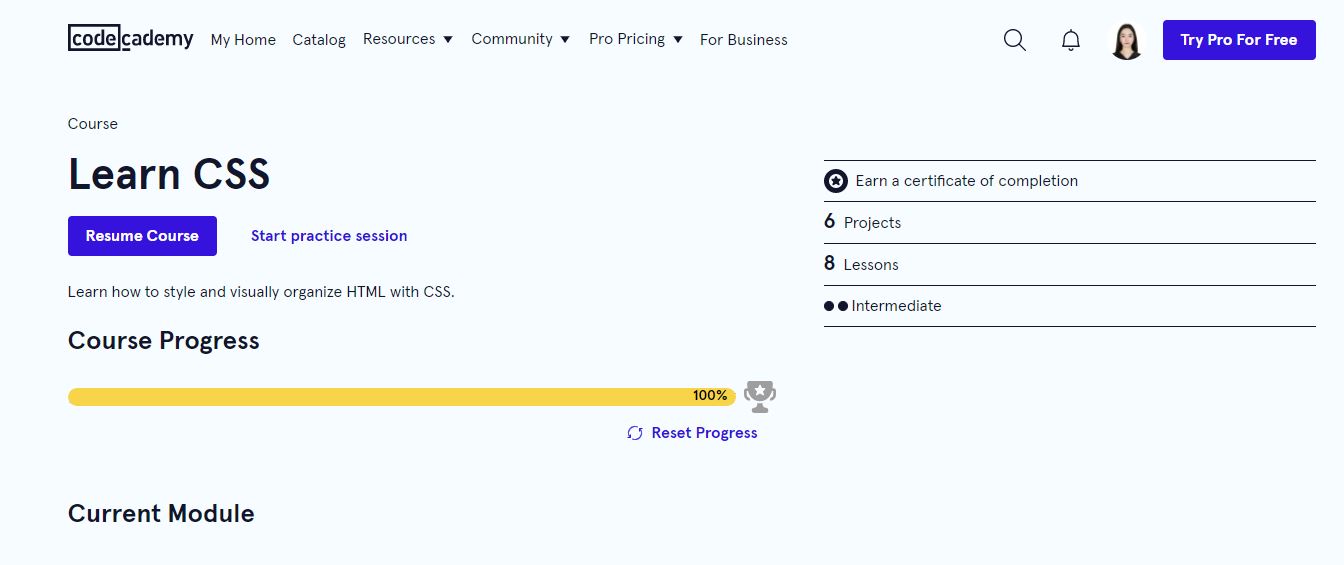 codecademy My Home Catalog Resources Community Pro Pricing For Business Try Pro For Free
Course
Learn CSS
Resume Course Start practice session
Learn how to style and visually organize HTML with CSS.
Course Progress
100%
Reset Progress
Earn a certificate of completion
6 Projects
8 Lessons
Intermediate
Current Module